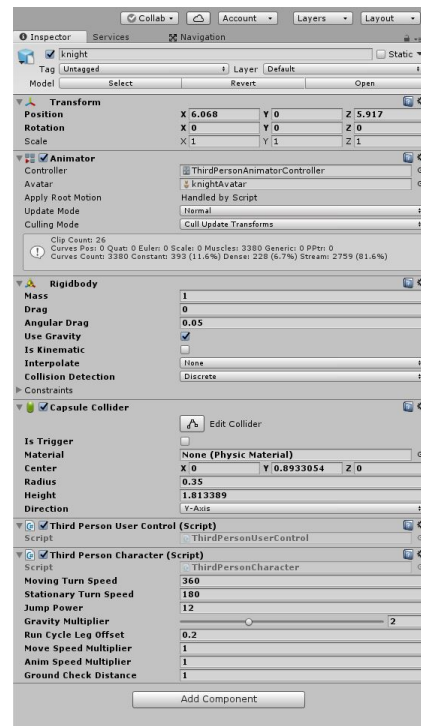 Collab Account Layers Layout
Inspector Services Navigation
knight Static
Tag Untagged Layer Default
Model Select Revert Open
Transform
Position X 6.068 Y 0 Z 5.917
Rotation X 0 Y 0 Z 0
Scale X 1 Y 1 Z 1
Animator
Controller ThirdPersonAnimatorController
Avatar knightAvatar
Apply Root Motion Handled by Script
Update Mode Normal
Culling Mode Cull Update Transforms
Clip Count: 26
Curves Pos: 0 Quat: 0 Euler: 0 Scale: 0 Muscles: 3380 Generic: 0 PPtr: 0
Curves Count: 3380 Constant: 393 (11.6%) Dense: 228 (6.7%) Stream: 2759 (81.6%)
Rigidbody
Mass 1
Drag 0
Angular Drag 0.05
Use Gravity
Is Kinematic
Interpolate None
Collision Detection Discrete
Constraints
Capsule Collider
Edit Collider
Is Trigger
Material None (Physic Material)
Center X 0 Y 0.8933054 Z 0
Radius 0.35
Height 1.813389
Direction Y-Axis
Third Person User Control (Script)
Script ThirdPersonUserControl
Third Person Character (Script)
Script ThirdPersonCharacter
Moving Turn Speed 360
Stationary Turn Speed 180
Jump Power 12
Gravity Multiplier 2
Run Cycle Leg Offset 0.2
Move Speed Multiplier 1
Anim Speed Multiplier 1
Ground Check Distance 1
Add Component